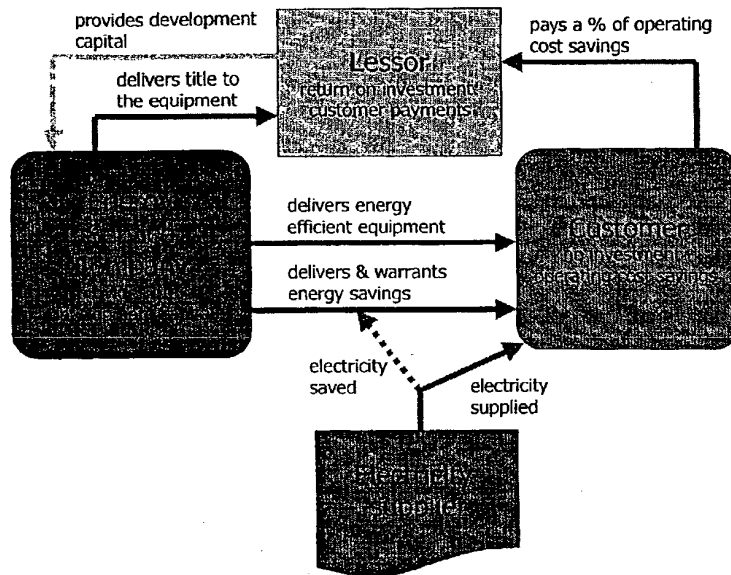 provides development
capital
pays a % of operating
cost savings
Lessor
return on investment
customer payments
delivers title to
the equipment
delivers energy
efficient equipment
Customer
no investment
operating cost savings
delivers & warrants
energy savings
electricity
saved
electricity
supplied
electricity
supplier